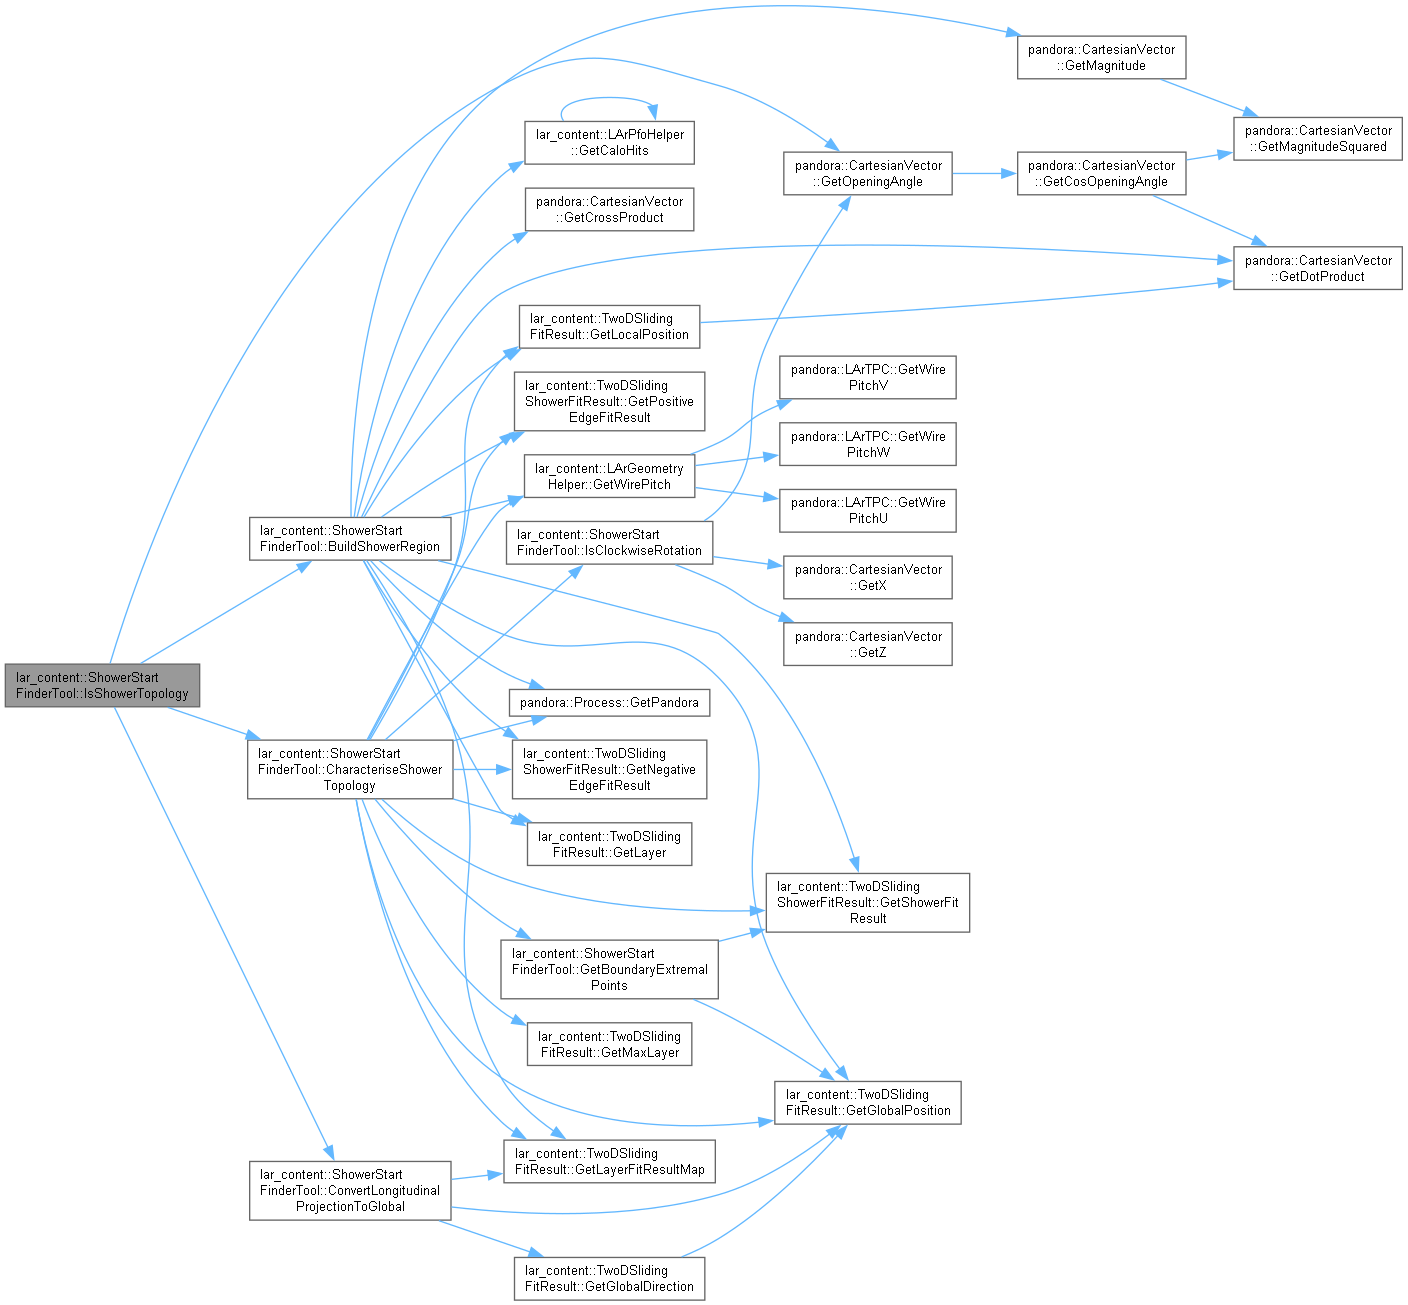 lar_content::ShowerStart
FinderTool::IsShowerTopology
lar_content::ShowerStart
FinderTool::BuildShowerRegion
lar_content::ShowerStart
FinderTool::CharacteriseShower
Topology
lar_content::ShowerStart
FinderTool::ConvertLongitudinal
ProjectionToGlobal
lar_content::LArPfoHelper
::GetCaloHits
pandora::CartesianVector
::GetCrossProduct
lar_content::TwoDSliding
FitResult::GetLocalPosition
lar_content::TwoDSliding
ShowerFitResult::GetPositive
EdgeFitResult
lar_content::LArGeometry
Helper::GetWirePitch
lar_content::ShowerStart
FinderTool::IsClockwiseRotation
pandora::Process::GetPandora
lar_content::TwoDSliding
ShowerFitResult::GetNegative
EdgeFitResult
lar_content::TwoDSliding
FitResult::GetLayer
lar_content::ShowerStart
FinderTool::GetBoundaryExtremal
Points
lar_content::TwoDSliding
FitResult::GetMaxLayer
lar_content::TwoDSliding
FitResult::GetLayerFitResultMap
lar_content::TwoDSliding
FitResult::GetGlobalDirection
pandora::CartesianVector
::GetOpeningAngle
pandora::LArTPC::GetWire
PitchV
pandora::LArTPC::GetWire
PitchW
pandora::LArTPC::GetWire
PitchU
pandora::CartesianVector
::GetX
pandora::CartesianVector
::GetZ
lar_content::TwoDSliding
ShowerFitResult::GetShowerFit
Result
lar_content::TwoDSliding
FitResult::GetGlobalPosition
pandora::CartesianVector
::GetMagnitude
pandora::CartesianVector
::GetCosOpeningAngle
pandora::CartesianVector
::GetMagnitudeSquared
pandora::CartesianVector
::GetDotProduct